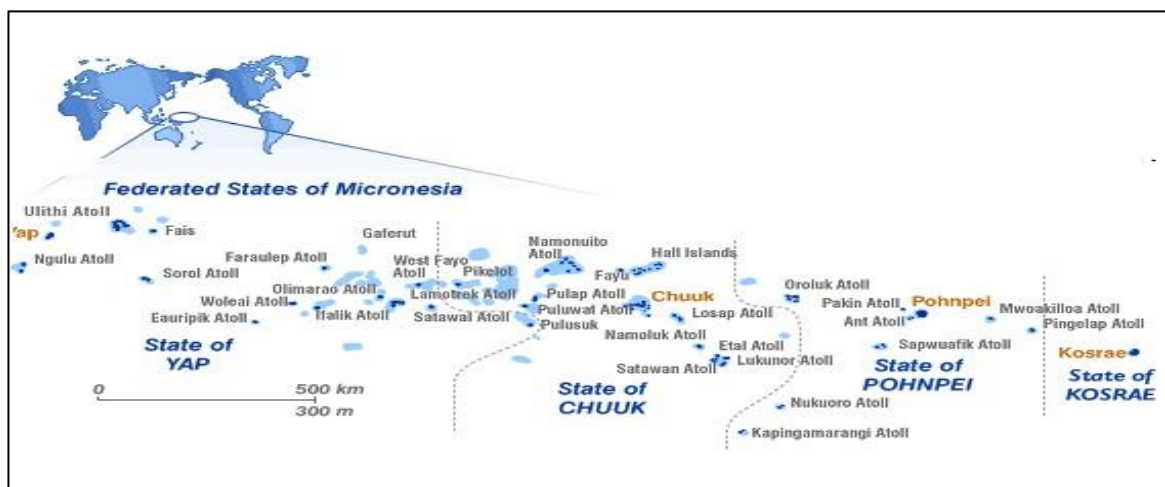 Federated States of Micronesia
Ulithi Atoll
Yap
Fais
Ngulu Atoll
Sorol Atoll
Gaferut
Faraulep Atoll
West Fayo
Atoll
Pikelot
Olimarao Atoll
Lamotrek Atoll
Woleai Atoll
Ifalik Atoll
Satawal Atoll
Eauripik Atoll
State of
YAP
0
500 km
300 m
Namonuito
Atoll
Hall Islands
Fayu
Pulap Atoll
Chuuk
Puluwat Atoll
Losap Atoll
Pulusuk
Namoluk Atoll
Etal Atoll
Satawan Atoll
Lukunor Atoll
State of
CHUUK
Oroluk Atoll
Pakin Atoll
Pohnpei
Mwoakilloa Atoll
Ant Atoll
Pingelap Atoll
Sapwuafik Atoll
State of
POHNPEI
Nukuoro Atoll
Kapingamarangi Atoll
Kosrae
State of
KOSRAE